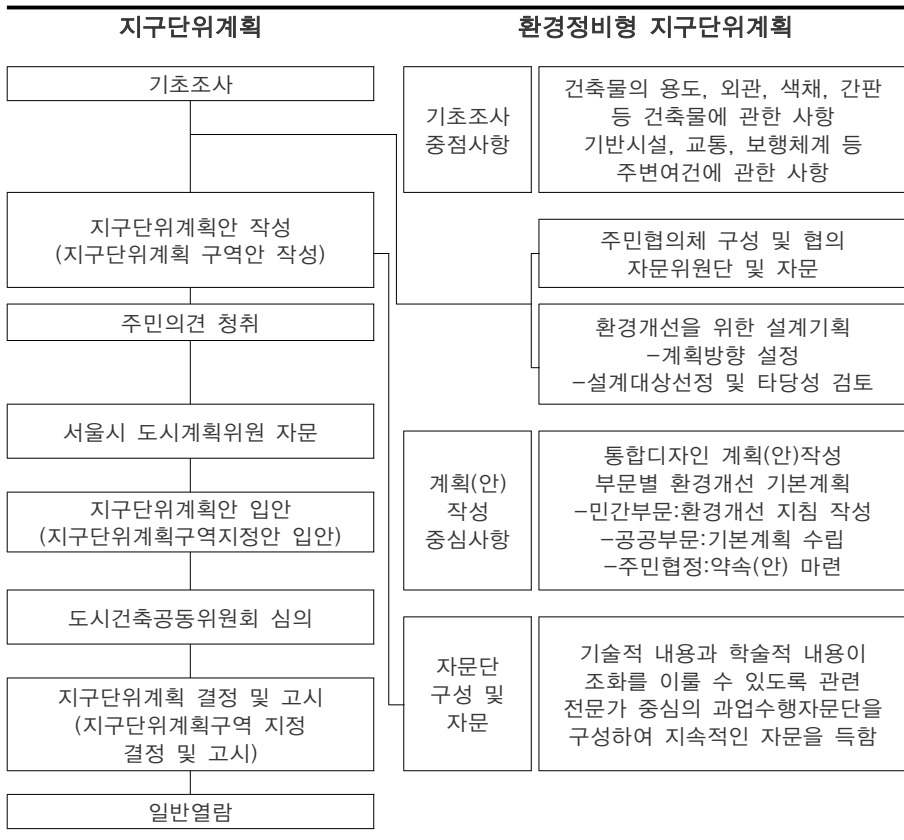 지구단위계획
환경정비형 지구단위계획
기초조사
지구단위계획안 작성
(지구단위계획 구역안 작성)
주민의견 청취
서울시 도시계획위원 자문
지구단위계획안 입안
(지구단위계획구역지정안 입안)
도시건축공동위원회 심의
지구단위계획 결정 및 고시
(지구단위계획구역 지정
결정 및 고시)
일반열람
기초조사
중점사항
건축물의 용도, 외관, 색채, 간판
등 건축물에 관한 사항
기반시설, 교통, 보행체계 등
주변여건에 관한 사항
주민협의체 구성 및 협의
자문위원단 및 자문
환경개선을 위한 설계기획
-계획방향 설정
-설계대상선정 및 타당성 검토
계획(안)
작성
중심사항
통합디자인 계획(안)작성
부문별 환경개선 기본계획
-민간부문:환경개선 지침 작성
-공공부문:기본계획 수립
-주민협정:약속(안) 마련
자문단
구성 및
자문
기술적 내용과 학술적 내용이
조화를 이룰 수 있도록 관련
전문가 중심의 과업수행자문단을
구성하여 지속적인 자문을 득함